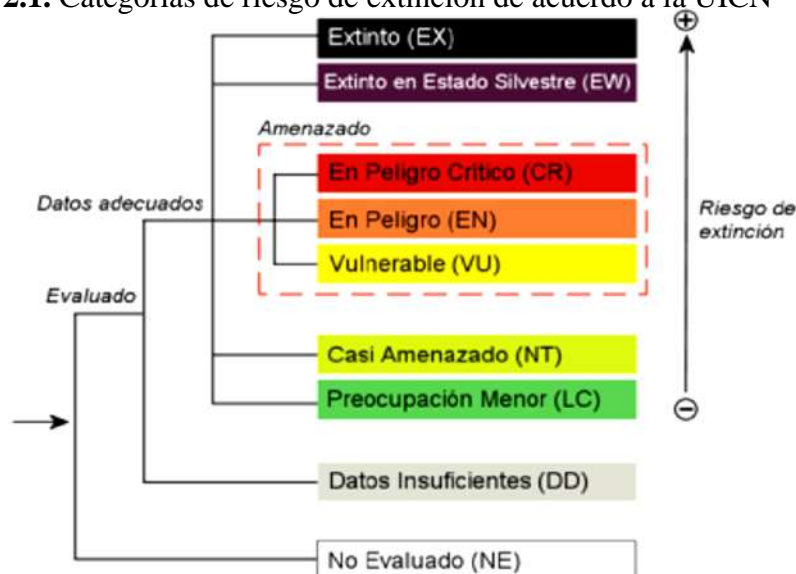 2.1. Categorías de riesgo de extinción de acuerdo a la UICN
Extinto (EX)
Extinto en Estado Silvestre (EW)
Amenazado
En Peligro Crítico (CR)
Datos adecuados
En Peligro (EN)
Riesgo de
extinción
Vulnerable (VU)
Evaluado
Casi Amenazado (NT)
Preocupación Menor (LC)
Datos Insuficientes (DD)
No Evaluado (NE)